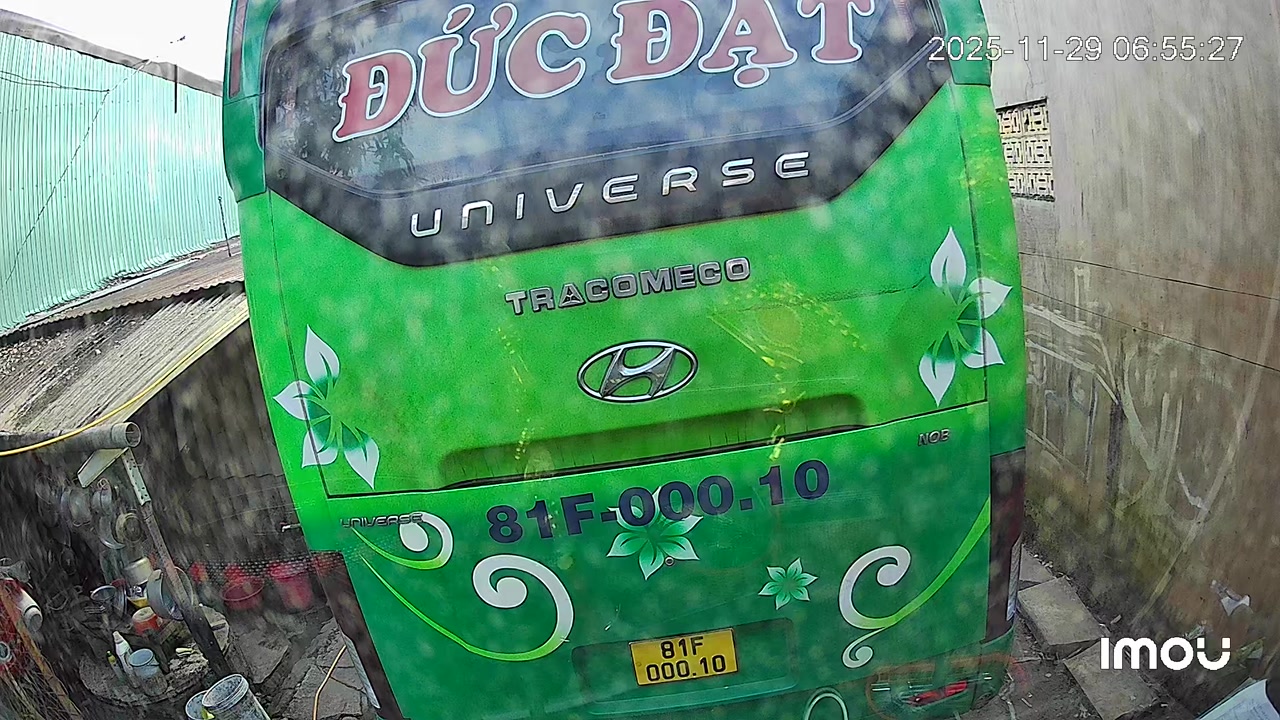 ĐỨC ĐẠT
2025-11-29 06:55:27
UNIVERSE
TRACOMECO
NOB
81F-000.10
UNIVERSE
81F
000.10
imou